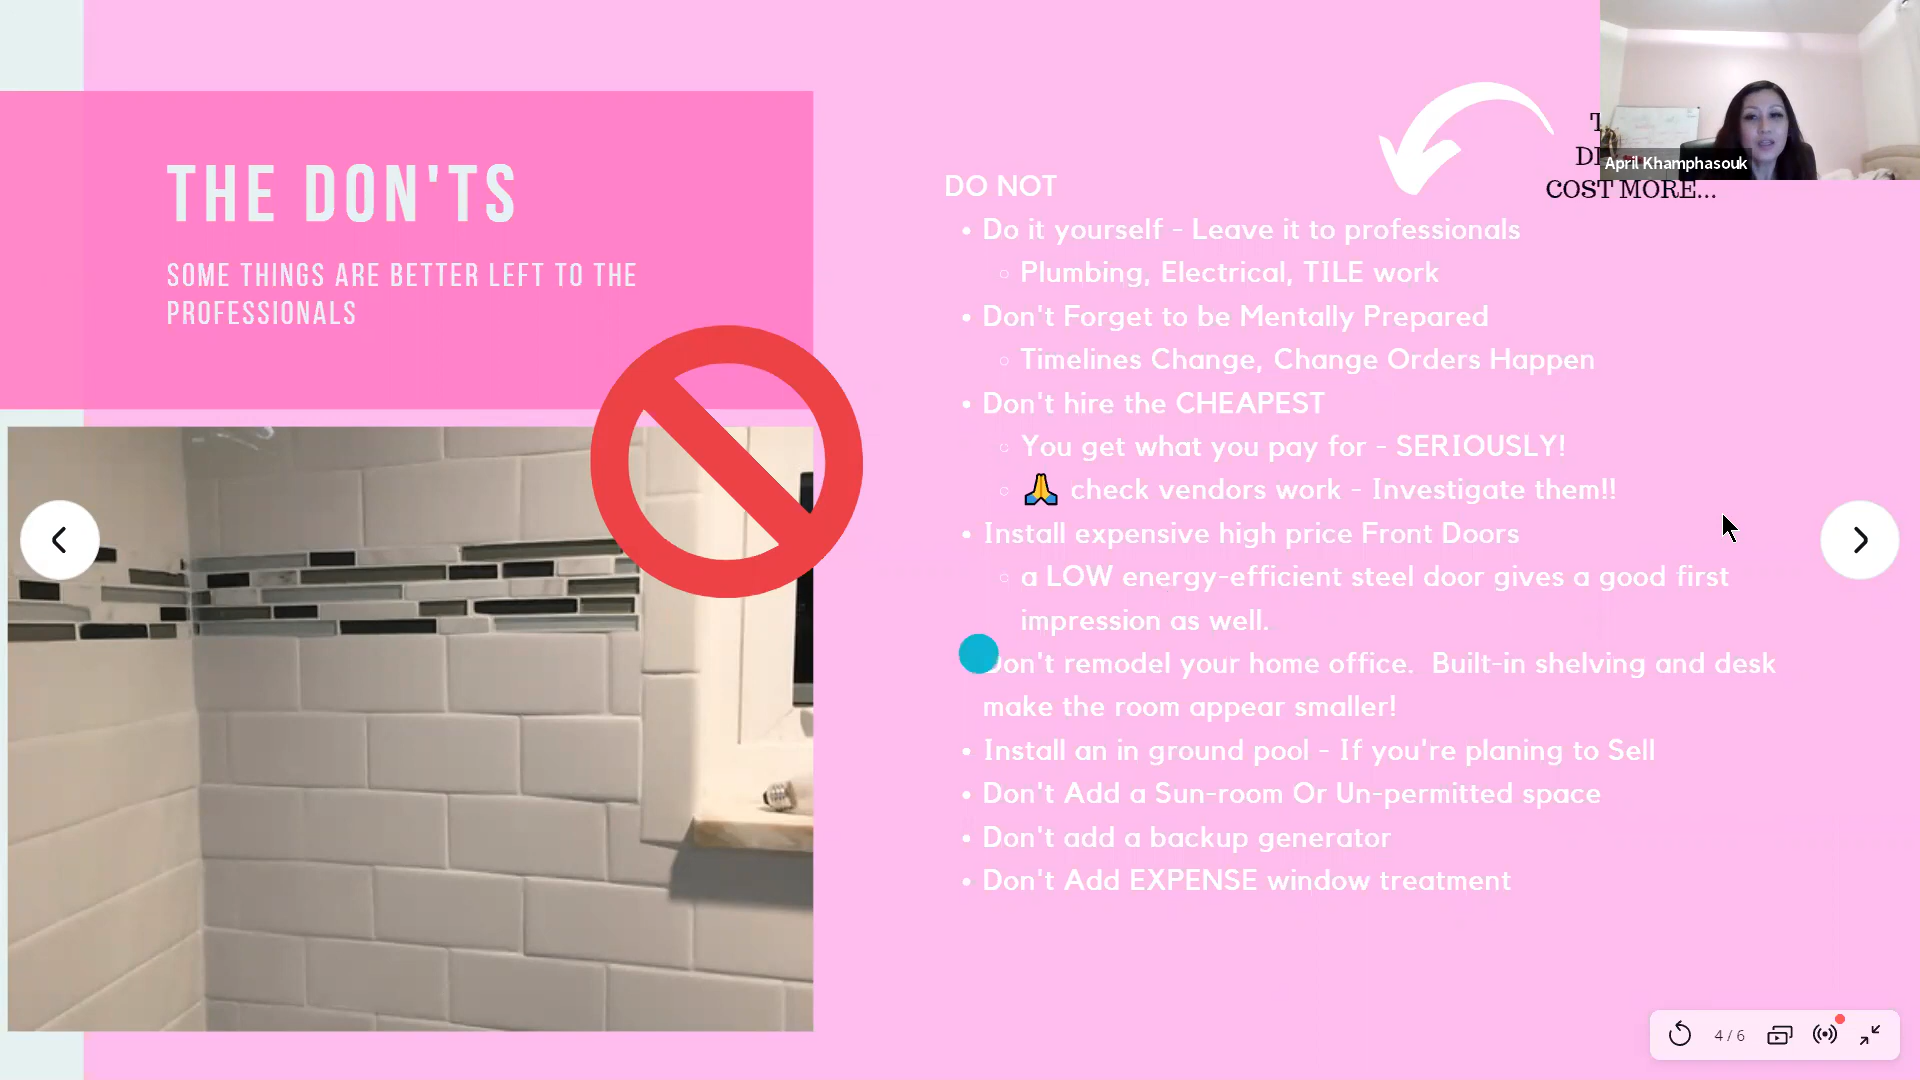 THE DON'TS
SOME THINGS ARE BETTER LEFT TO THE
PROFESSIONALS
COST MORE...
April Khamphasouk
DO NOT
Do it yourself - Leave it to professionals
Plumbing, Electrical, TILE work
Don't Forget to be Mentally Prepared
Timelines Change, Change Orders Happen
Don't hire the CHEAPEST
You get what you pay for - SERIOUSLY!
🙏 check vendors work - Investigate them!!
Install expensive high price Front Doors
a LOW energy-efficient steel door gives a good first
impression as well.
Don't remodel your home office. Built-in shelving and desk
make the room appear smaller!
Install an in ground pool - If you're planing to Sell
Don't Add a Sun-room Or Un-permitted space
Don't add a backup generator
Don't Add EXPENSE window treatment
4 / 6